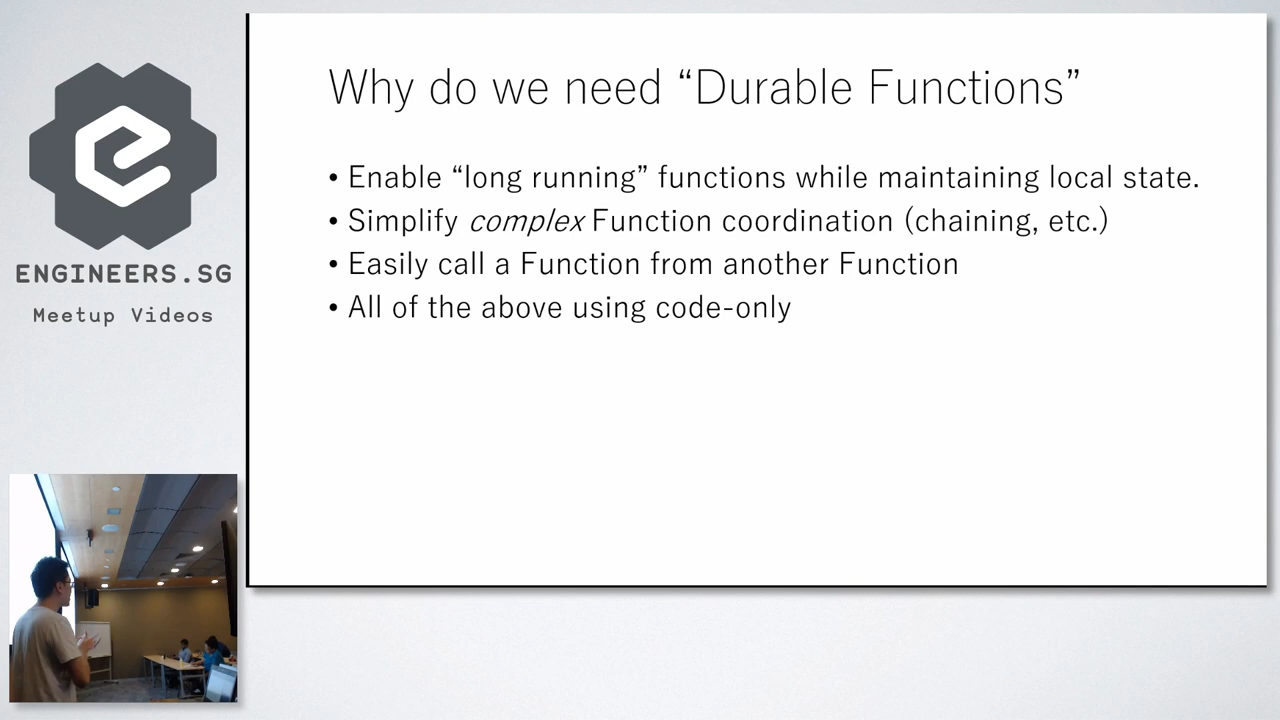 ENGINEERS.SG
Meetup Videos
Why do we need “Durable Functions”
• Enable “long running” functions while maintaining local state.
• Simplify complex Function coordination (chaining, etc.)
• Easily call a Function from another Function
• All of the above using code-only